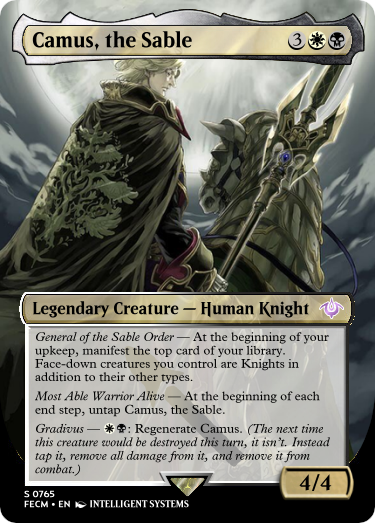 Camus, the Sable 3
Legendary Creature — Human Knight
General of the Sable Order — At the beginning of your
upkeep, manifest the top card of your library.
Face-down creatures you control are Knights in
addition to their other types.
Most Able Warrior Alive — At the beginning of each
end step, untap Camus, the Sable.
Gradivus — : Regenerate Camus. (The next time
this creature would be destroyed this turn, it isn't. Instead
tap it, remove all damage from it, and remove it from
combat.)
4/4
S 0765
FECM • EN INTELLIGENT SYSTEMS